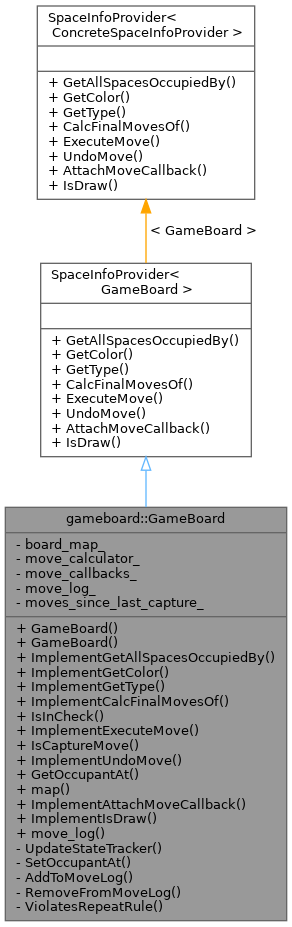 SpaceInfoProvider<
ConcreteSpaceInfoProvider >
+ GetAllSpacesOccupiedBy()
+ GetColor()
+ GetType()
+ CalcFinalMovesOf()
+ ExecuteMove()
+ UndoMove()
+ AttachMoveCallback()
+ IsDraw()
< GameBoard >
SpaceInfoProvider<
GameBoard >
+ GetAllSpacesOccupiedBy()
+ GetColor()
+ GetType()
+ CalcFinalMovesOf()
+ ExecuteMove()
+ UndoMove()
+ AttachMoveCallback()
+ IsDraw()
gameboard::GameBoard
- board_map_
- move_calculator_
- move_callbacks_
- move_log_
- moves_since_last_capture_
+ GameBoard()
+ GameBoard()
+ ImplementGetAllSpacesOccupiedBy()
+ ImplementGetColor()
+ ImplementGetType()
+ ImplementCalcFinalMovesOf()
+ IsInCheck()
+ ImplementExecuteMove()
+ IsCaptureMove()
+ ImplementUndoMove()
+ GetOccupantAt()
+ map()
+ ImplementAttachMoveCallback()
+ ImplementIsDraw()
+ move_log()
- UpdateStateTracker()
- SetOccupantAt()
- AddToMoveLog()
- RemoveFromMoveLog()
- ViolatesRepeatRule()